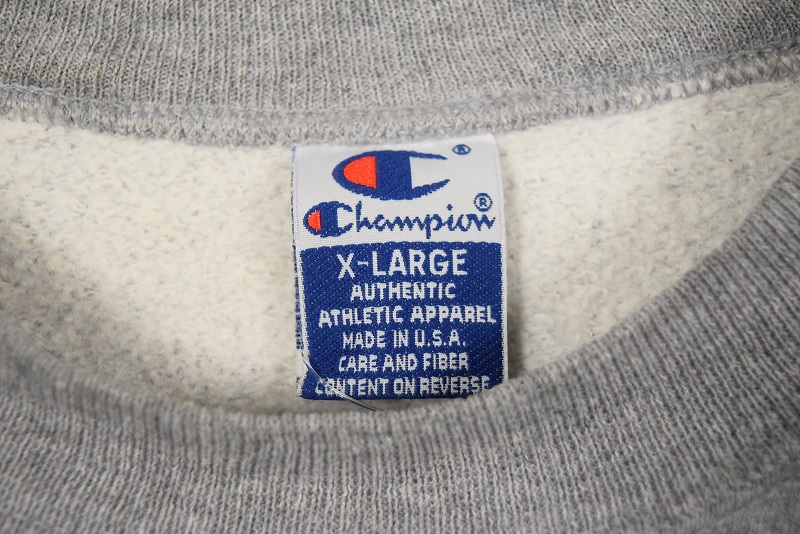 C®
Champion®
X-LARGE
AUTHENTIC
ATHLETIC APPAREL
MADE IN U.S.A.
CARE AND FIBER
CONTENT ON REVERSE